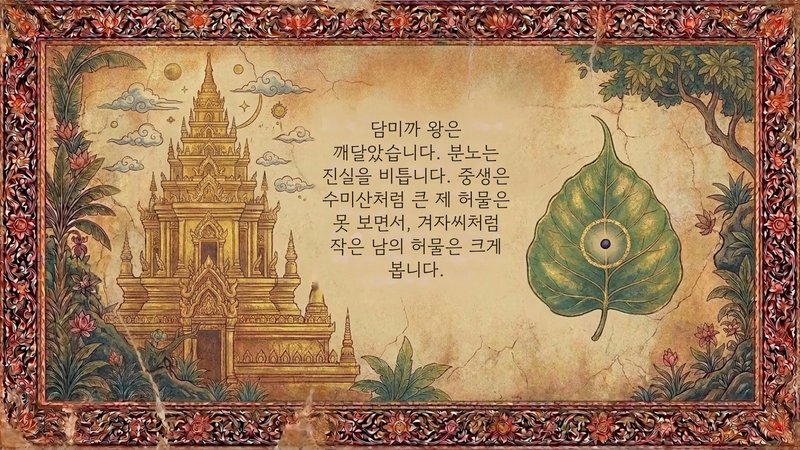 담미까 왕은
깨달았습니다. 분노는
진실을 비틉니다. 중생은
수미산처럼 큰 제 허물은
못 보면서, 겨자씨처럼
작은 남의 허물은 크게
봅니다.